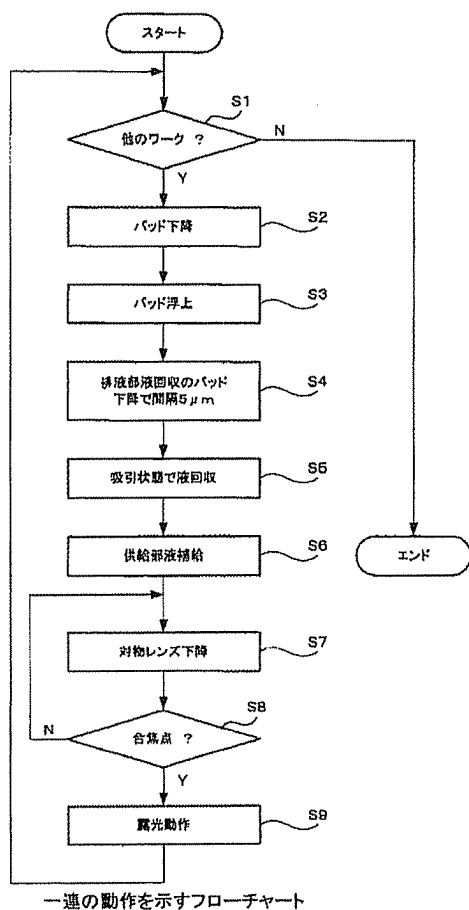 スタート
S1
他のワーク ?
N
Y
パッド下降
S2
パッド浮上
S3
排液部液回収のパッド
下降で間隔5μm
S4
吸引状態で液回収
S5
供給部液補給
S6
エンド
対物レンズ下降
S7
S8
合焦点 ?
N
Y
露光動作
S9
一連の動作を示すフローチャート